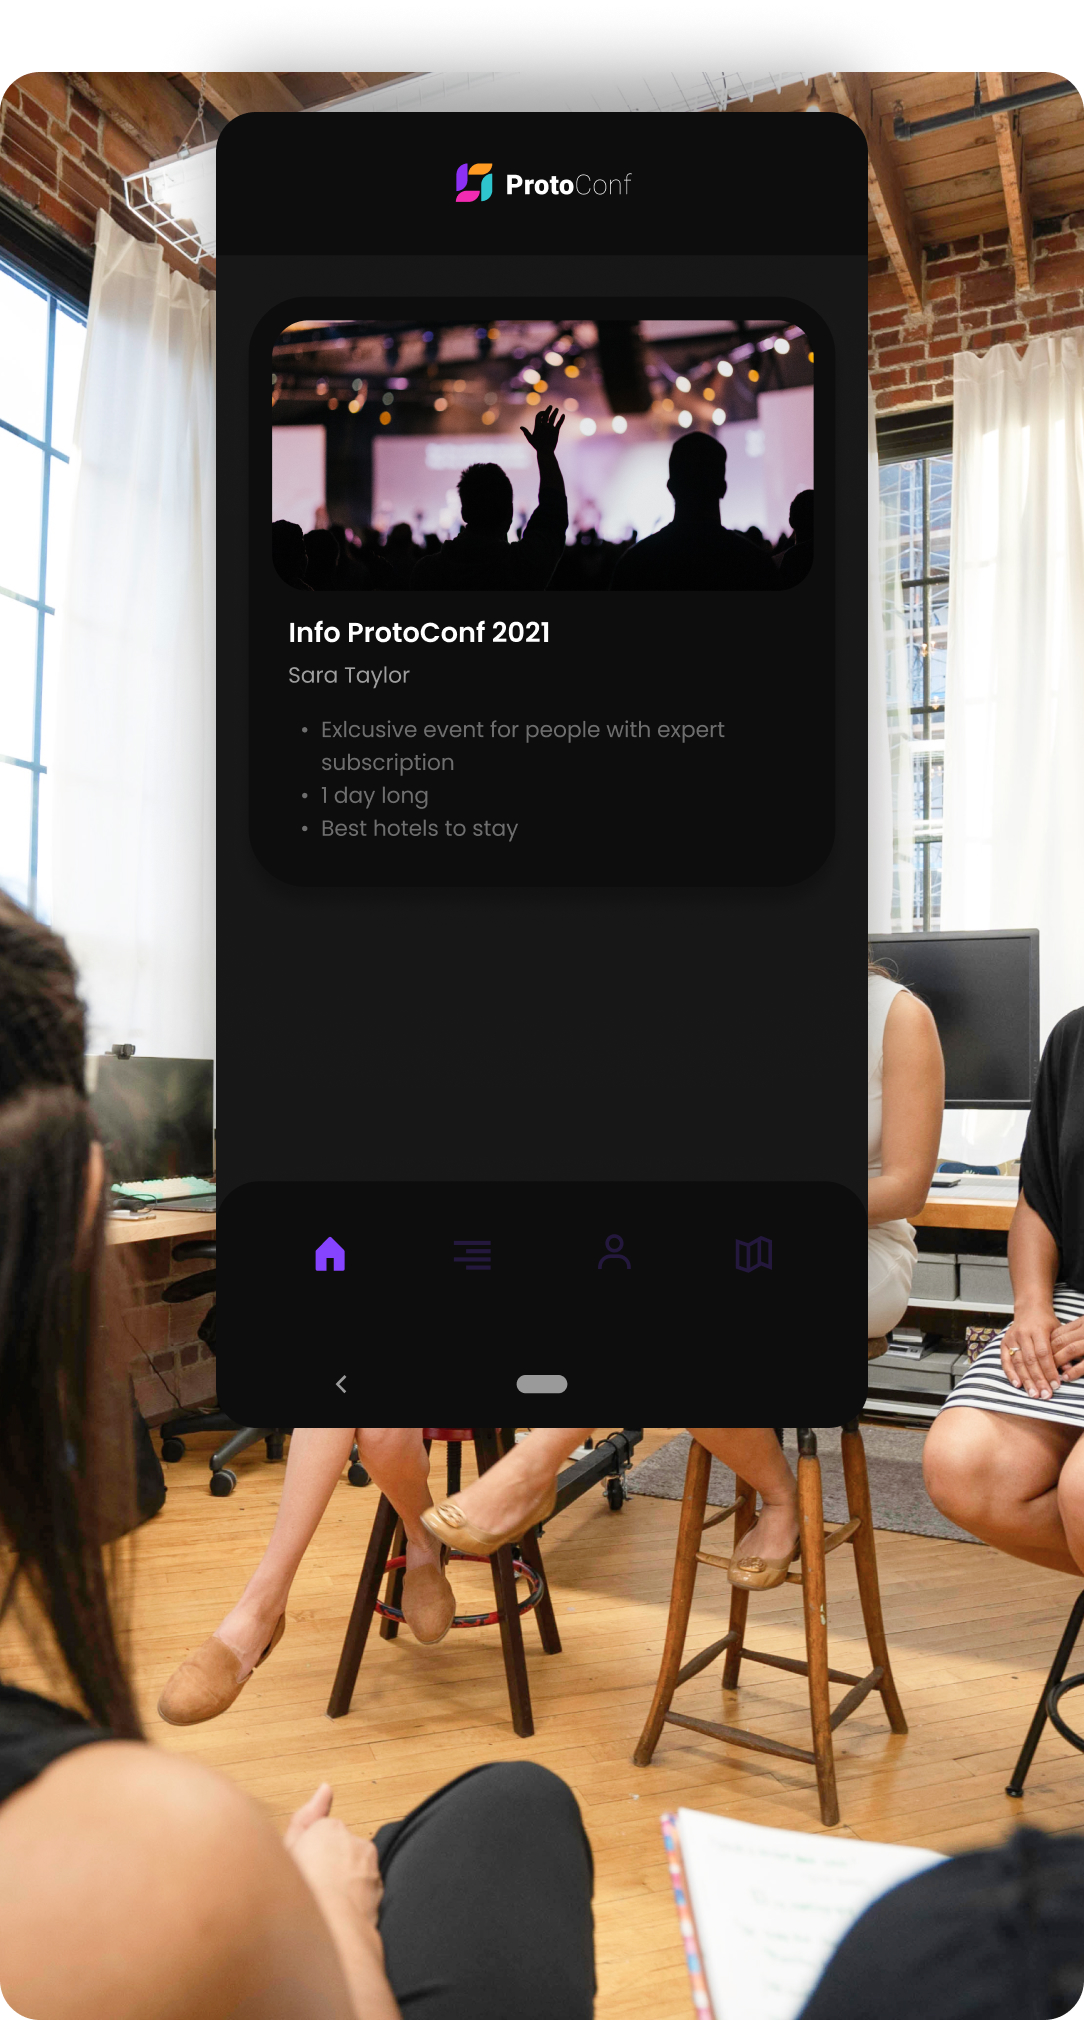 ProtoConf
Info ProtoConf 2021
Sara Taylor
• Exlcusive event for people with expert
subscription
• 1 day long
• Best hotels to stay